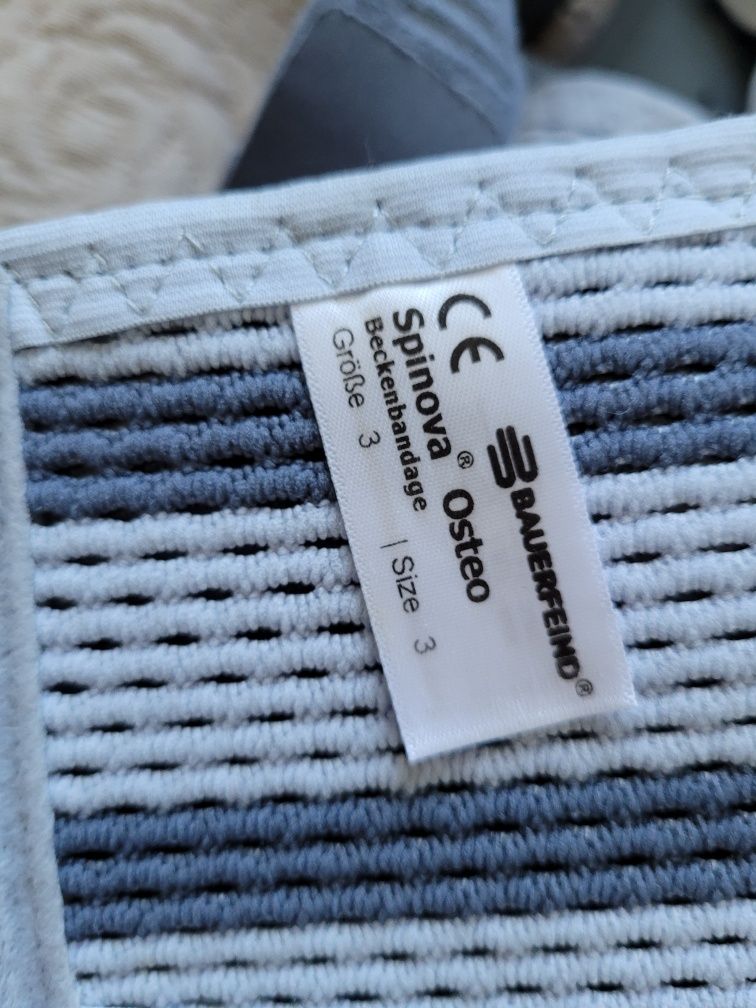 CE
BAUERFEIND®
Spinova® Osteo
Beckenbandage
Größe 3 | Size 3